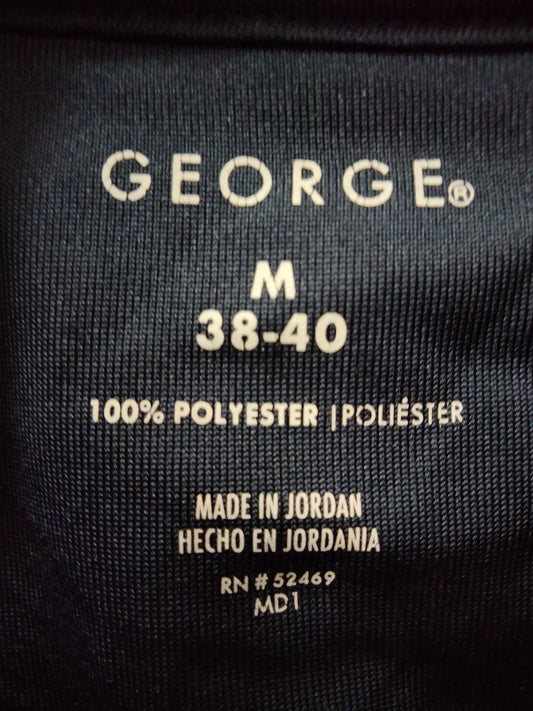 GEORGE®
M
38-40
100% POLYESTER | POLIÉSTER
MADE IN JORDAN
HECHO EN JORDANIA
RN # 52469
MD1